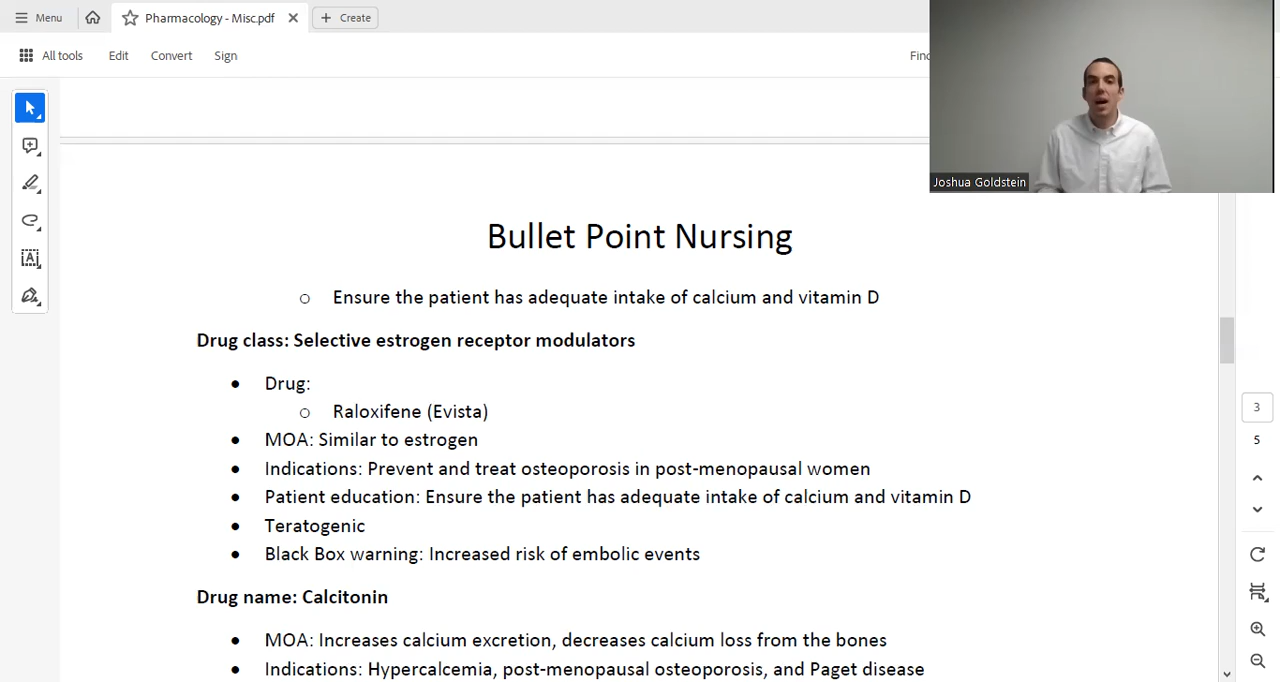 Menu
Pharmacology - Misc.pdf
Create
All tools
Edit
Convert
Sign
Joshua Goldstein
Bullet Point Nursing
○ Ensure the patient has adequate intake of calcium and vitamin D
Drug class: Selective estrogen receptor modulators
• Drug:
○ Raloxifene (Evista)
• MOA: Similar to estrogen
• Indications: Prevent and treat osteoporosis in post-menopausal women
• Patient education: Ensure the patient has adequate intake of calcium and vitamin D
• Teratogenic
• Black Box warning: Increased risk of embolic events
Drug name: Calcitonin
• MOA: Increases calcium excretion, decreases calcium loss from the bones
• Indications: Hypercalcemia, post-menopausal osteoporosis, and Paget disease
3
5